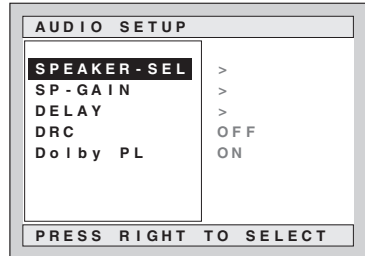 AUDIO SETUP
SPEAKER-SEL >
SP-GAIN >
DELAY >
DRC OFF
Dolby PL ON
PRESS RIGHT TO SELECT